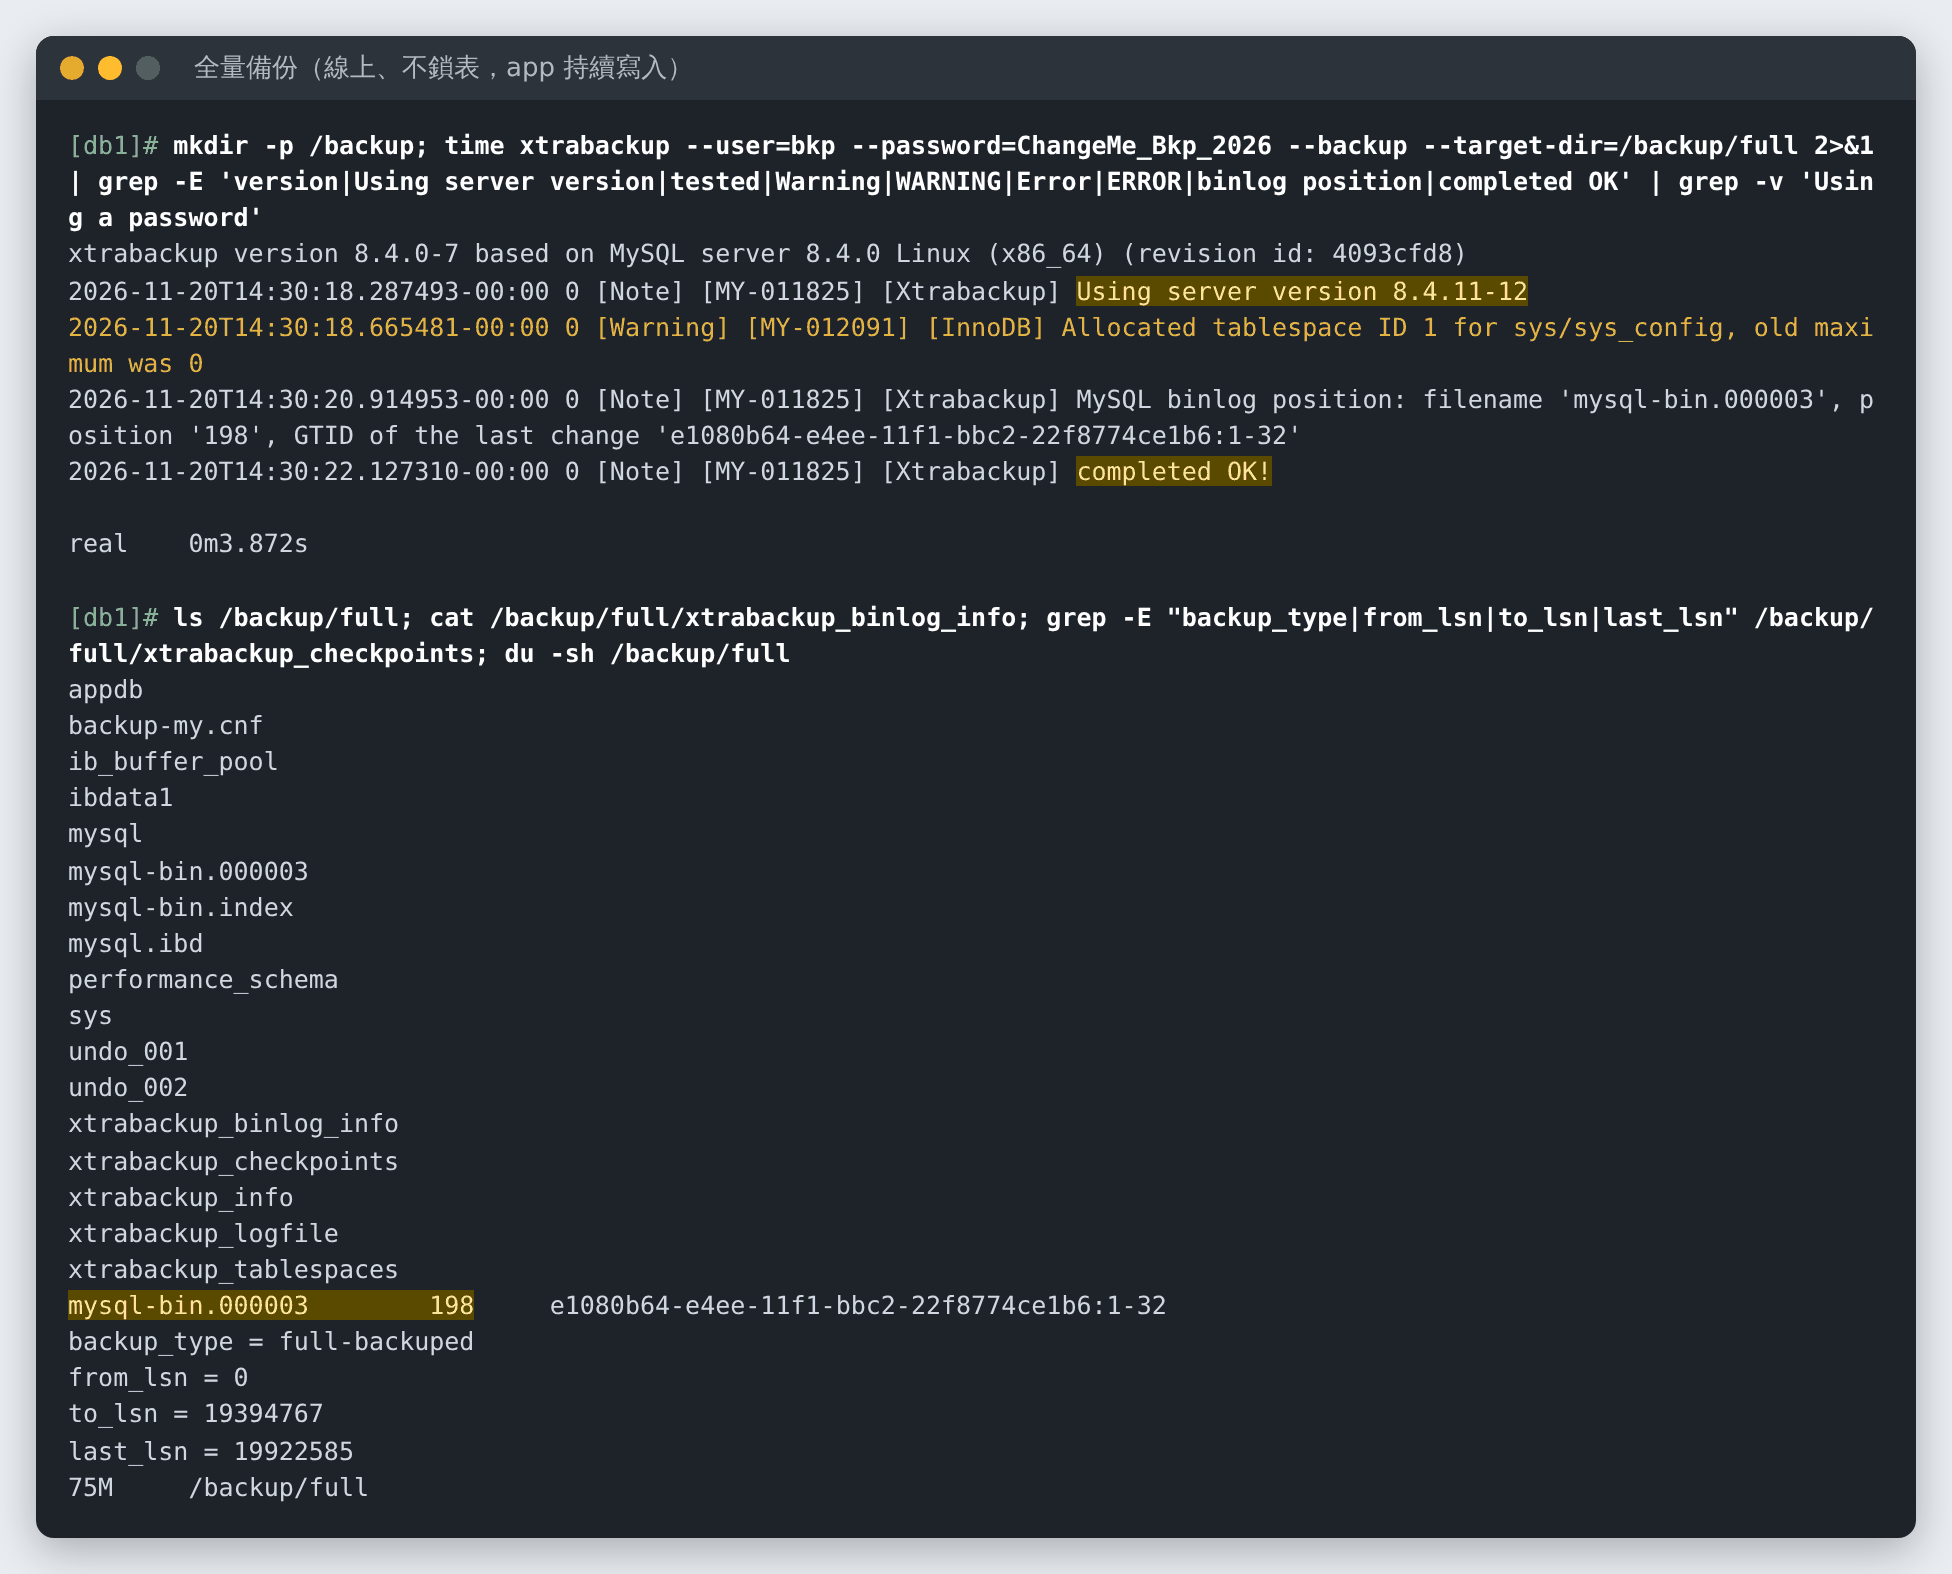 全量備份（線上、不鎖表，app 持續寫入）
[db1]# mkdir -p /backup; time xtrabackup --user=bkp --password=ChangeMe_Bkp_2026 --backup --target-dir=/backup/full 2>&1
| grep -E 'version|Using server version|tested|Warning|WARNING|Error|ERROR|binlog position|completed OK' | grep -v 'Usin
g a password'
xtrabackup version 8.4.0-7 based on MySQL server 8.4.0 Linux (x86_64) (revision id: 4093cfd8)
2026-11-20T14:30:18.287493-00:00 0 [Note] [MY-011825] [Xtrabackup] Using server version 8.4.11-12
2026-11-20T14:30:18.665481-00:00 0 [Warning] [MY-012091] [InnoDB] Allocated tablespace ID 1 for sys/sys_config, old maxi
mum was 0
2026-11-20T14:30:20.914953-00:00 0 [Note] [MY-011825] [Xtrabackup] MySQL binlog position: filename 'mysql-bin.000003', p
osition '198', GTID of the last change 'e1080b64-e4ee-11f1-bbc2-22f8774ce1b6:1-32'
2026-11-20T14:30:22.127310-00:00 0 [Note] [MY-011825] [Xtrabackup] completed OK!
real    0m3.872s
[db1]# ls /backup/full; cat /backup/full/xtrabackup_binlog_info; grep -E "backup_type|from_lsn|to_lsn|last_lsn" /backup/
full/xtrabackup_checkpoints; du -sh /backup/full
appdb
backup-my.cnf
ib_buffer_pool
ibdata1
mysql
mysql-bin.000003
mysql-bin.index
mysql.ibd
performance_schema
sys
undo_001
undo_002
xtrabackup_binlog_info
xtrabackup_checkpoints
xtrabackup_info
xtrabackup_logfile
xtrabackup_tablespaces
mysql-bin.000003        198     e1080b64-e4ee-11f1-bbc2-22f8774ce1b6:1-32
backup_type = full-backuped
from_lsn = 0
to_lsn = 19394767
last_lsn = 19922585
75M     /backup/full